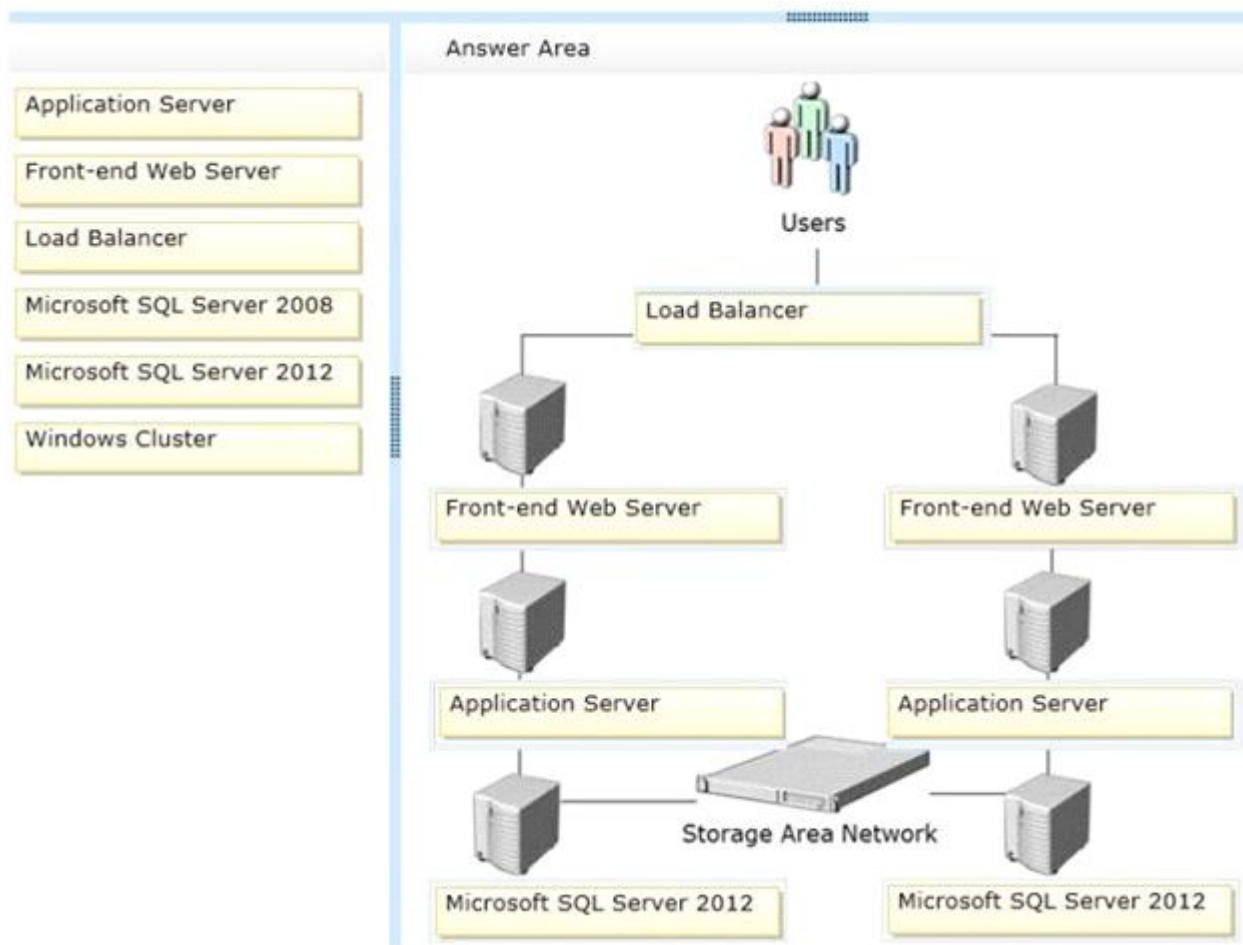 Answer Area
Application Server
Front-end Web Server
Load Balancer
Microsoft SQL Server 2008
Microsoft SQL Server 2012
Windows Cluster
Users
Load Balancer
Front-end Web Server
Front-end Web Server
Application Server
Application Server
Storage Area Network
Microsoft SQL Server 2012
Microsoft SQL Server 2012